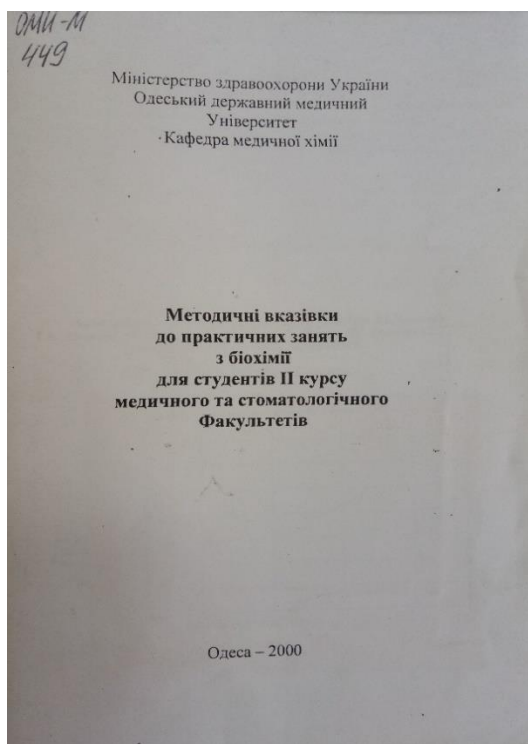 ОМИ-М
449
Міністерство здравоохорони України
Одеський державний медичний
Університет
Кафедра медичної хімії
Методичні вказівки
до практичних занять
з біохімії
для студентів II курсу
медичного та стоматологічного
Факультетів
Одеса – 2000